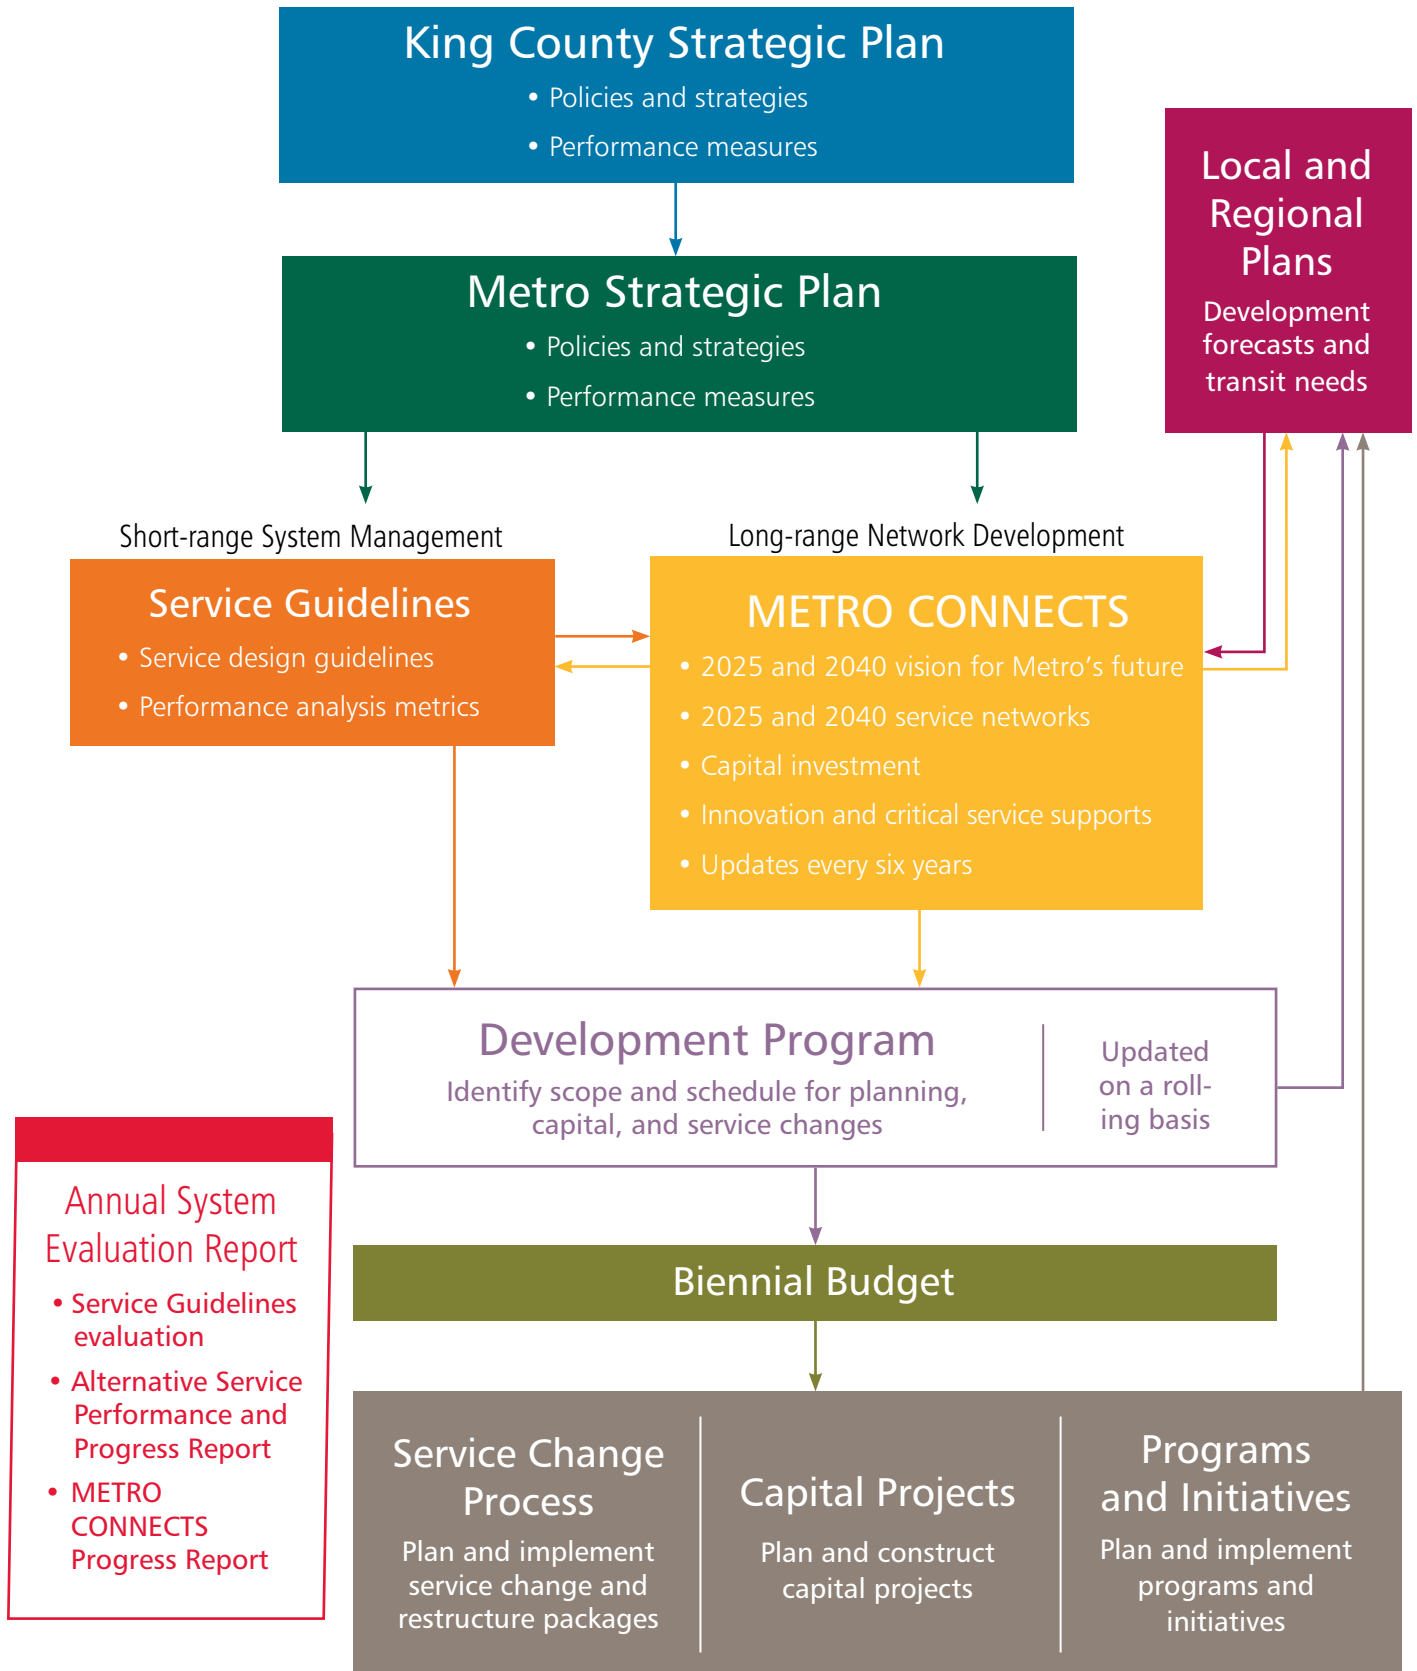 King County Strategic Plan
• Policies and strategies
• Performance measures
Local and
Regional
Plans
Development
forecasts and
transit needs
Metro Strategic Plan
• Policies and strategies
• Performance measures
Short-range System Management
Service Guidelines
• Service design guidelines
• Performance analysis metrics
Long-range Network Development
METRO CONNECTS
• 2025 and 2040 vision for Metro’s future
• 2025 and 2040 service networks
• Capital investment
• Innovation and critical service supports
• Updates every six years
Development Program
Identify scope and schedule for planning,
capital, and service changes
Updated
on a roll-
ing basis
Annual System
Evaluation Report
• Service Guidelines
evaluation
• Alternative Service
Performance and
Progress Report
• METRO
CONNECTS
Progress Report
Biennial Budget
Service Change
Process
Plan and implement
service change and
restructure packages
Capital Projects
Plan and construct
capital projects
Programs
and Initiatives
Plan and implement
programs and
initiatives